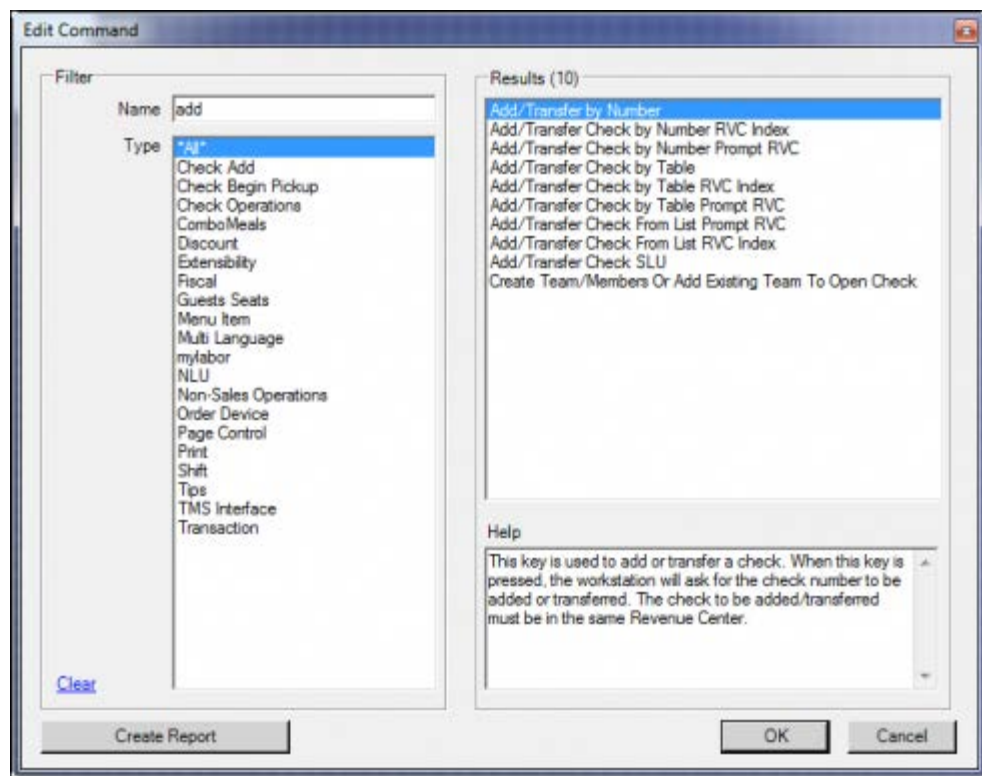 Edit Command
Filter
Name add
Type *All*
Check Add
Check Begin Pickup
Check Operations
ComboMeals
Discount
Extensibility
Fiscal
Guests Seats
Menu Item
Multi Language
mylabor
NLU
Non-Sales Operations
Order Device
Page Control
Print
Shift
Tips
TMS Interface
Transaction
Clear
Create Report
Results (10)
Add/Transfer by Number
Add/Transfer Check by Number RVC Index
Add/Transfer Check by Number Prompt RVC
Add/Transfer Check by Table
Add/Transfer Check by Table RVC Index
Add/Transfer Check by Table Prompt RVC
Add/Transfer Check From List Prompt RVC
Add/Transfer Check From List RVC Index
Add/Transfer Check SLU
Create Team/Members Or Add Existing Team To Open Check
Help
This key is used to add or transfer a check. When this key is
pressed, the workstation will ask for the check number to be
added or transferred. The check to be added/transferred
must be in the same Revenue Center.
OK
Cancel